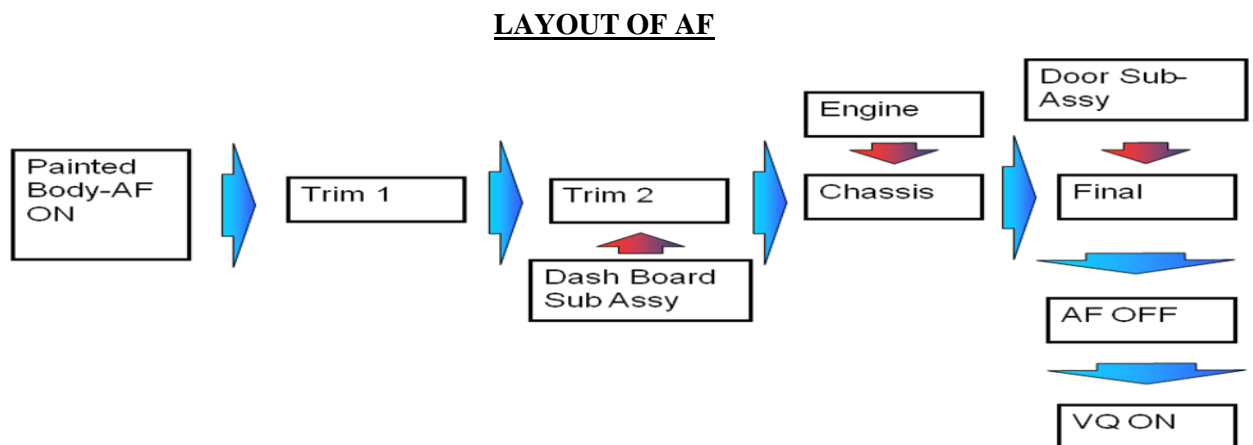 LAYOUT OF AF
Painted
Body-AF
ON
Trim 1
Trim 2
Dash Board
Sub Assy
Engine
Chassis
Door Sub-
Assy
Final
AF OFF
VQ ON